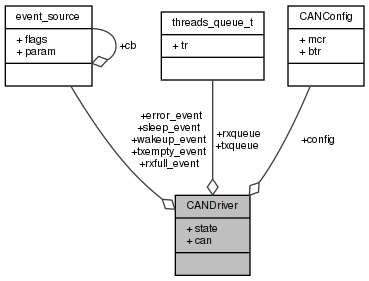 event_source
+ flags
+ param
+cb
threads_queue_t
+ tr
CANConfig
+ mcr
+ btr
+error_event
+sleep_event
+wakeup_event
+txempty_event
+rxfull_event
+rxqueue
+txqueue
+config
CANDriver
+ state
+ can